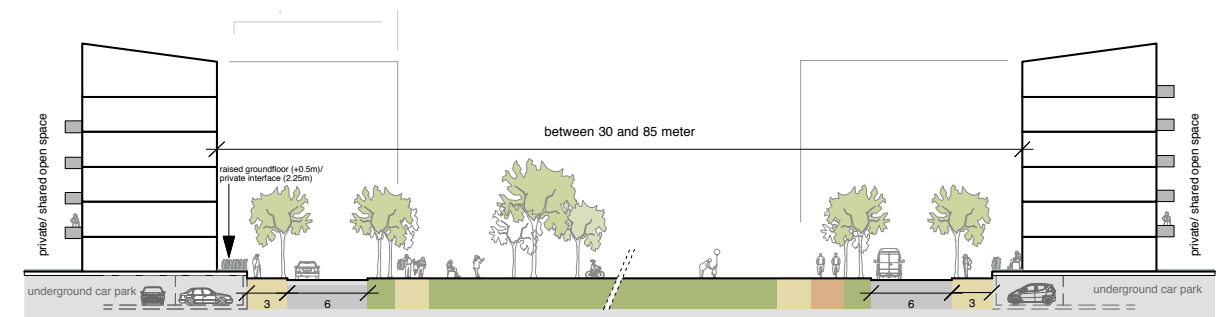 between 30 and 85 meter
private/ shared open space
raised groundfloor (+0.5m)/
private interface (2.25m)
private/ shared open space
underground car park
underground car park
3
6
6
3